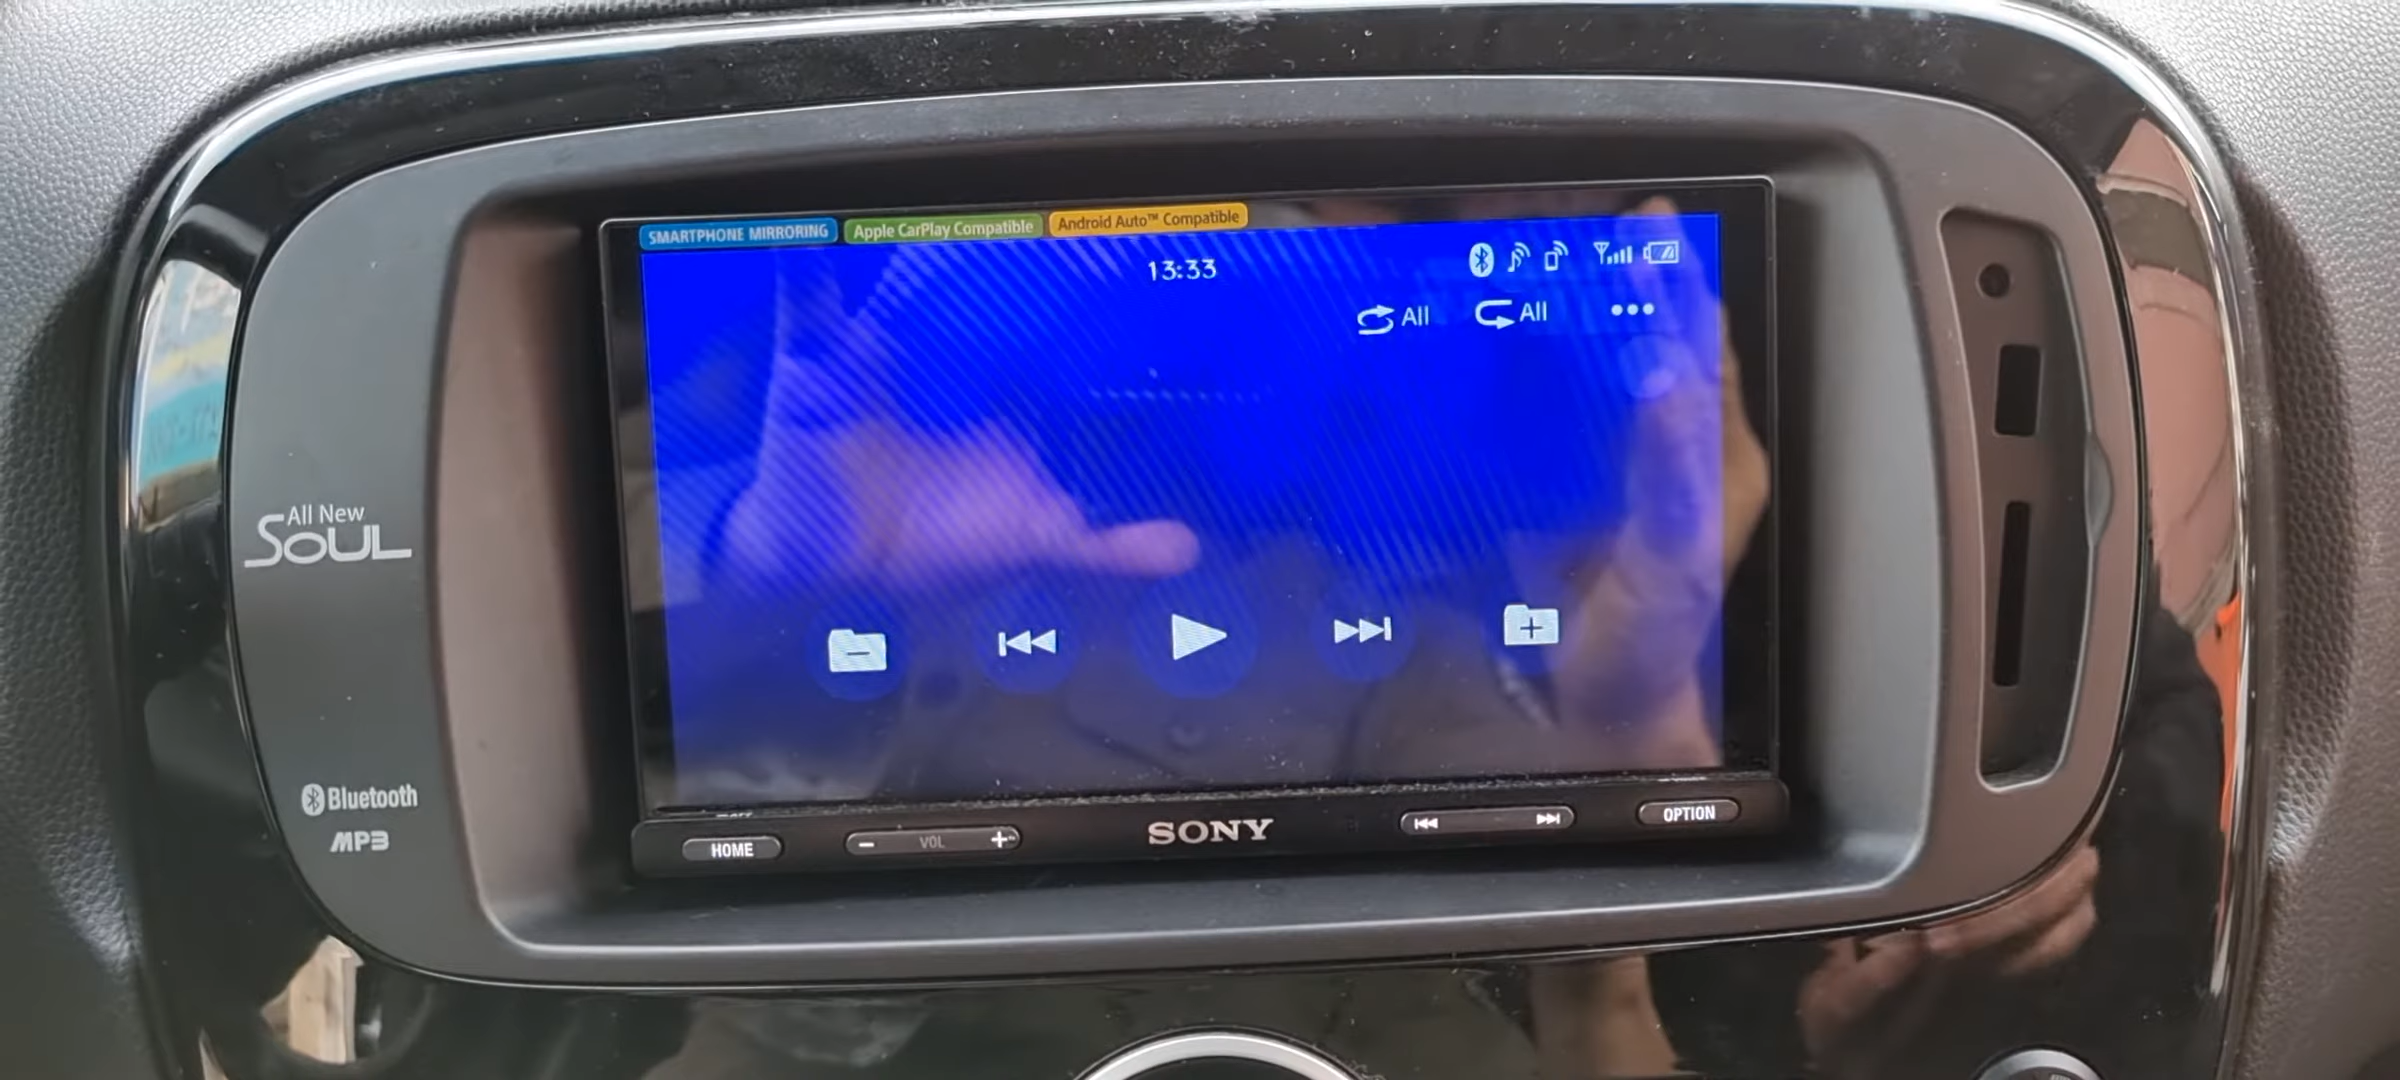 SMARTPHONE MIRRORING
Apple CarPlay Compatible
Android Auto™ Compatible
13:33
All
All
All New
SOUL
Bluetooth
MP3
HOME
VOL
SONY
OPTION